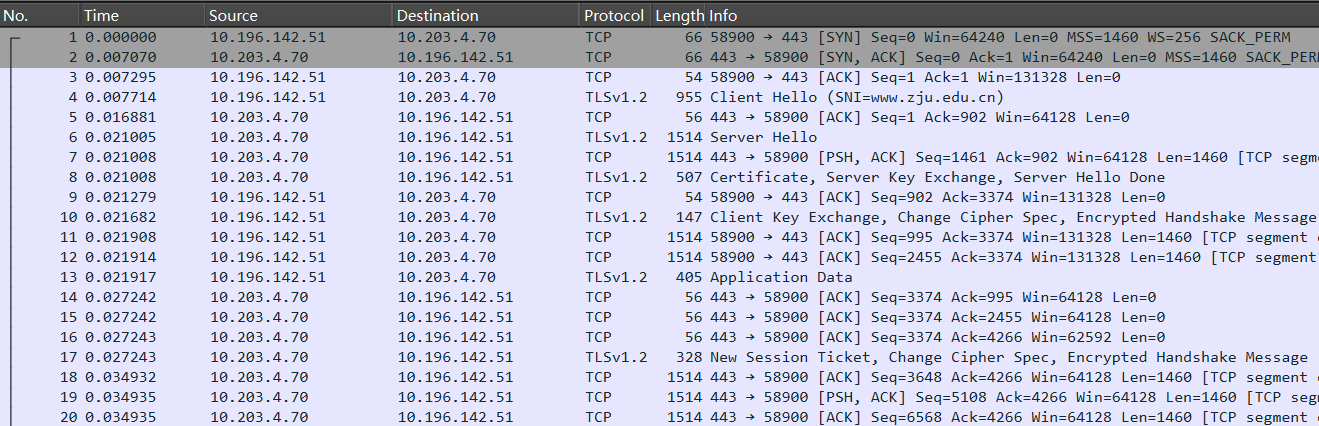 No. Time Source Destination Protocol Length Info
1 0.000000 10.196.142.51 10.203.4.70 TCP 66 58900 → 443 [SYN] Seq=0 Win=64240 Len=0 MSS=1460 WS=256 SACK_PERM
2 0.007070 10.203.4.70 10.196.142.51 TCP 66 443 → 58900 [SYN, ACK] Seq=0 Ack=1 Win=64240 Len=0 MSS=1460 SACK_PER
3 0.007295 10.196.142.51 10.203.4.70 TCP 54 58900 → 443 [ACK] Seq=1 Ack=1 Win=131328 Len=0
4 0.007714 10.196.142.51 10.203.4.70 TLSv1.2 955 Client Hello (SNI=www.zju.edu.cn)
5 0.016881 10.203.4.70 10.196.142.51 TCP 56 443 → 58900 [ACK] Seq=1 Ack=902 Win=64128 Len=0
6 0.021005 10.203.4.70 10.196.142.51 TLSv1.2 1514 Server Hello
7 0.021008 10.203.4.70 10.196.142.51 TCP 1514 443 → 58900 [PSH, ACK] Seq=1461 Ack=902 Win=64128 Len=1460 [TCP segm
8 0.021008 10.203.4.70 10.196.142.51 TLSv1.2 507 Certificate, Server Key Exchange, Server Hello Done
9 0.021279 10.196.142.51 10.203.4.70 TCP 54 58900 → 443 [ACK] Seq=902 Ack=3374 Win=131328 Len=0
10 0.021682 10.196.142.51 10.203.4.70 TLSv1.2 147 Client Key Exchange, Change Cipher Spec, Encrypted Handshake Message
11 0.021908 10.196.142.51 10.203.4.70 TCP 1514 58900 → 443 [ACK] Seq=995 Ack=3374 Win=131328 Len=1460 [TCP segment
12 0.021914 10.196.142.51 10.203.4.70 TCP 1514 58900 → 443 [ACK] Seq=2455 Ack=3374 Win=131328 Len=1460 [TCP segment
13 0.021917 10.196.142.51 10.203.4.70 TLSv1.2 405 Application Data
14 0.027242 10.203.4.70 10.196.142.51 TCP 56 443 → 58900 [ACK] Seq=3374 Ack=995 Win=64128 Len=0
15 0.027242 10.203.4.70 10.196.142.51 TCP 56 443 → 58900 [ACK] Seq=3374 Ack=2455 Win=64128 Len=0
16 0.027243 10.203.4.70 10.196.142.51 TCP 56 443 → 58900 [ACK] Seq=3374 Ack=4266 Win=62592 Len=0
17 0.027243 10.203.4.70 10.196.142.51 TLSv1.2 328 New Session Ticket, Change Cipher Spec, Encrypted Handshake Message
18 0.034932 10.203.4.70 10.196.142.51 TCP 1514 443 → 58900 [ACK] Seq=3648 Ack=4266 Win=64128 Len=1460 [TCP segment
19 0.034935 10.203.4.70 10.196.142.51 TCP 1514 443 → 58900 [PSH, ACK] Seq=5108 Ack=4266 Win=64128 Len=1460 [TCP seg
20 0.034935 10.203.4.70 10.196.142.51 TCP 1514 443 → 58900 [ACK] Seq=6568 Ack=4266 Win=64128 Len=1460 [TCP segment